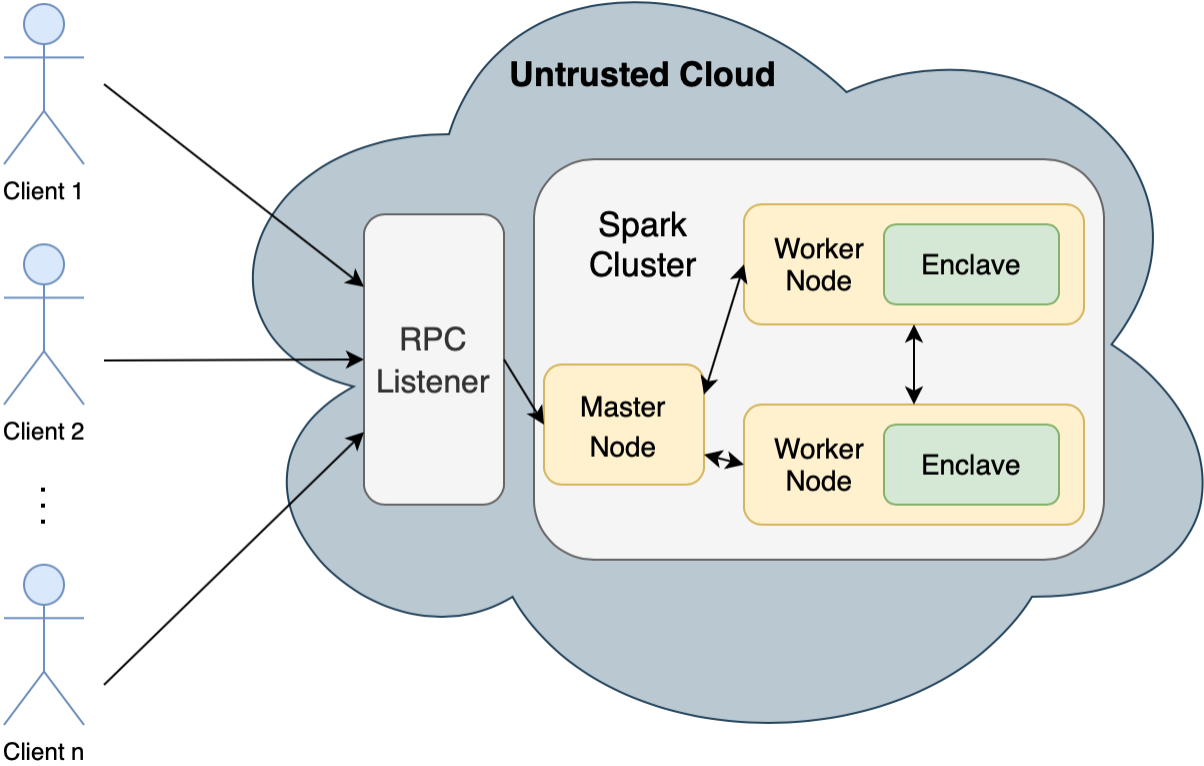 Untrusted Cloud
Client 1
Client 2
⋮
Client n
RPC
Listener
Spark
Cluster
Master
Node
Worker
Node
Enclave
Worker
Node
Enclave